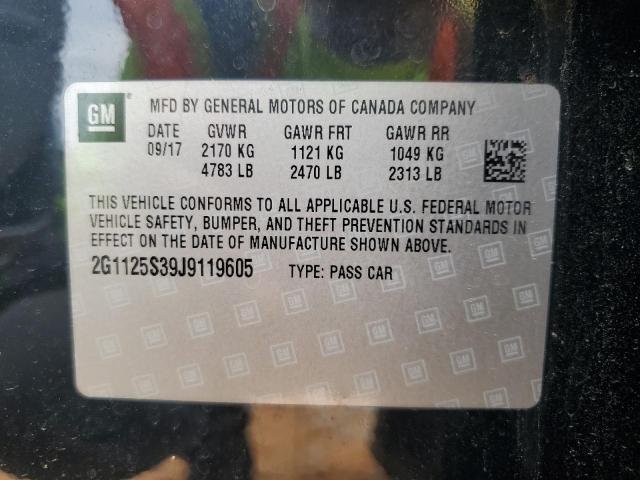 GM
MFD BY GENERAL MOTORS OF CANADA COMPANY
DATE GVWR GAWR FRT GAWR RR
09/17 2170 KG 1121 KG 1049 KG
4783 LB 2470 LB 2313 LB
THIS VEHICLE CONFORMS TO ALL APPLICABLE U.S. FEDERAL MOTOR
VEHICLE SAFETY, BUMPER, AND THEFT PREVENTION STANDARDS IN
EFFECT ON THE DATE OF MANUFACTURE SHOWN ABOVE.
2G1125S39J9119605 TYPE: PASS CAR